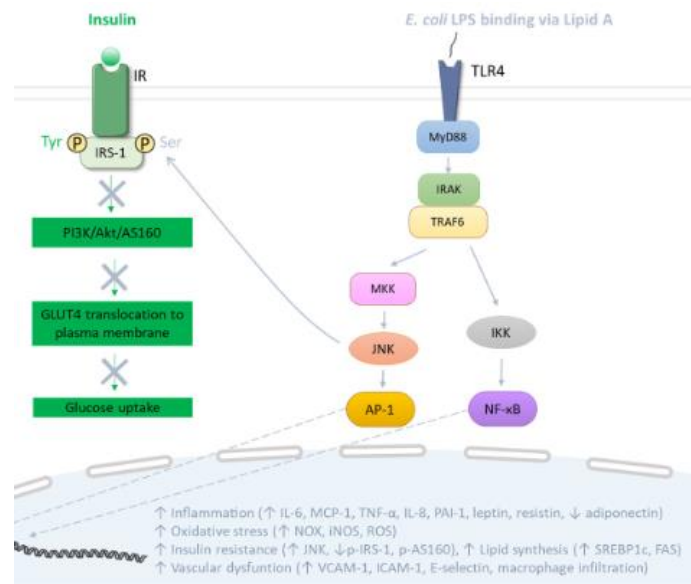 Insulin
E. coli LPS binding via Lipid A
IR
TLR4
MyD88
Tyr P IRS-1 P Ser
IRAK
TRAF6
PI3K/Akt/AS160
MKK
GLUT4 translocation to
plasma membrane
JNK
IKK
Glucose uptake
AP-1
NF-κB
↑ Inflammation (↑ IL-6, MCP-1, TNF-α, IL-8, PAI-1, leptin, resistin, ↓ adiponectin)
↑ Oxidative stress (↑ NOX, iNOS, ROS)
↑ Insulin resistance (↑ JNK, ↓p-IRS-1, p-AS160), ↑ Lipid synthesis (↑ SREBP1c, FAS)
↑ Vascular dysfuntion (↑ VCAM-1, ICAM-1, E-selectin, macrophage infiltration)